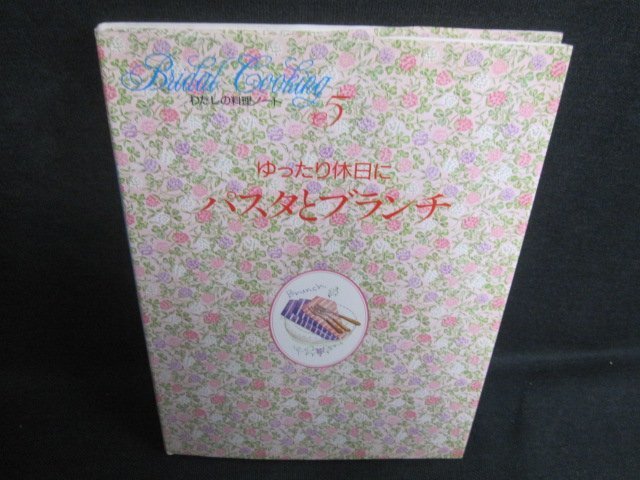 Bridal Cooking
わたしの料理ノート
5
ゆったり休日に
パスタとブランチ
Brunch